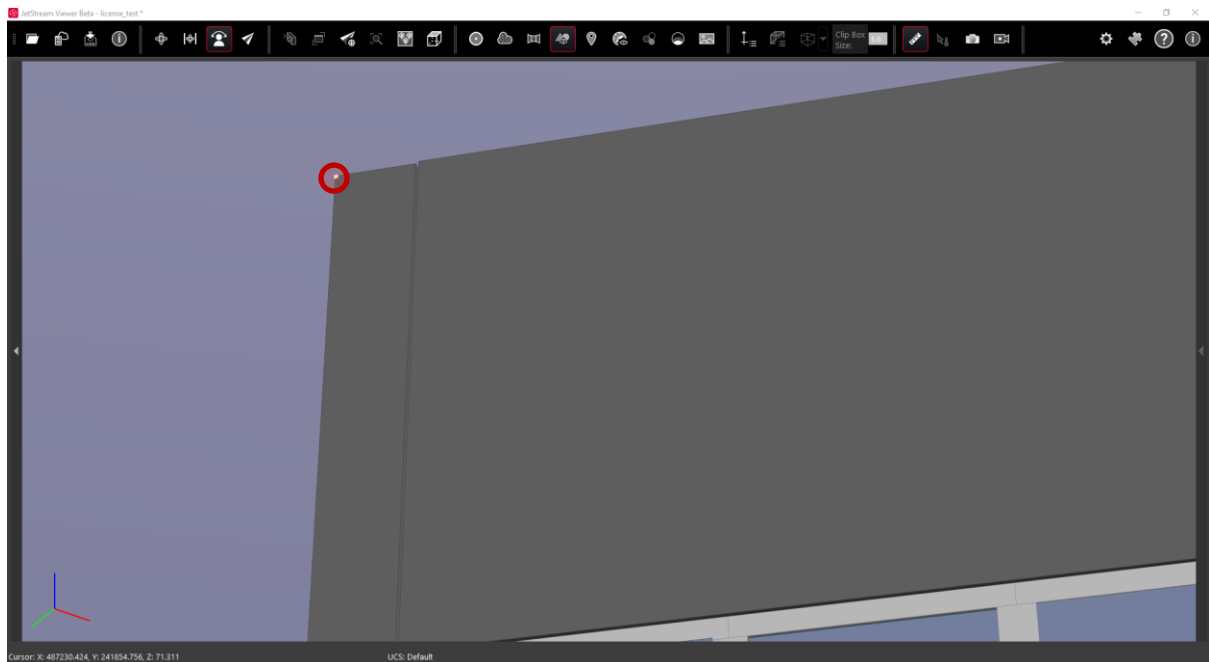 JetStream Viewer Beta - license_test *
Clip Box
Size:
Cursor: X: 487230.424, Y: 241854.756, Z: 71.311
UCS: Default